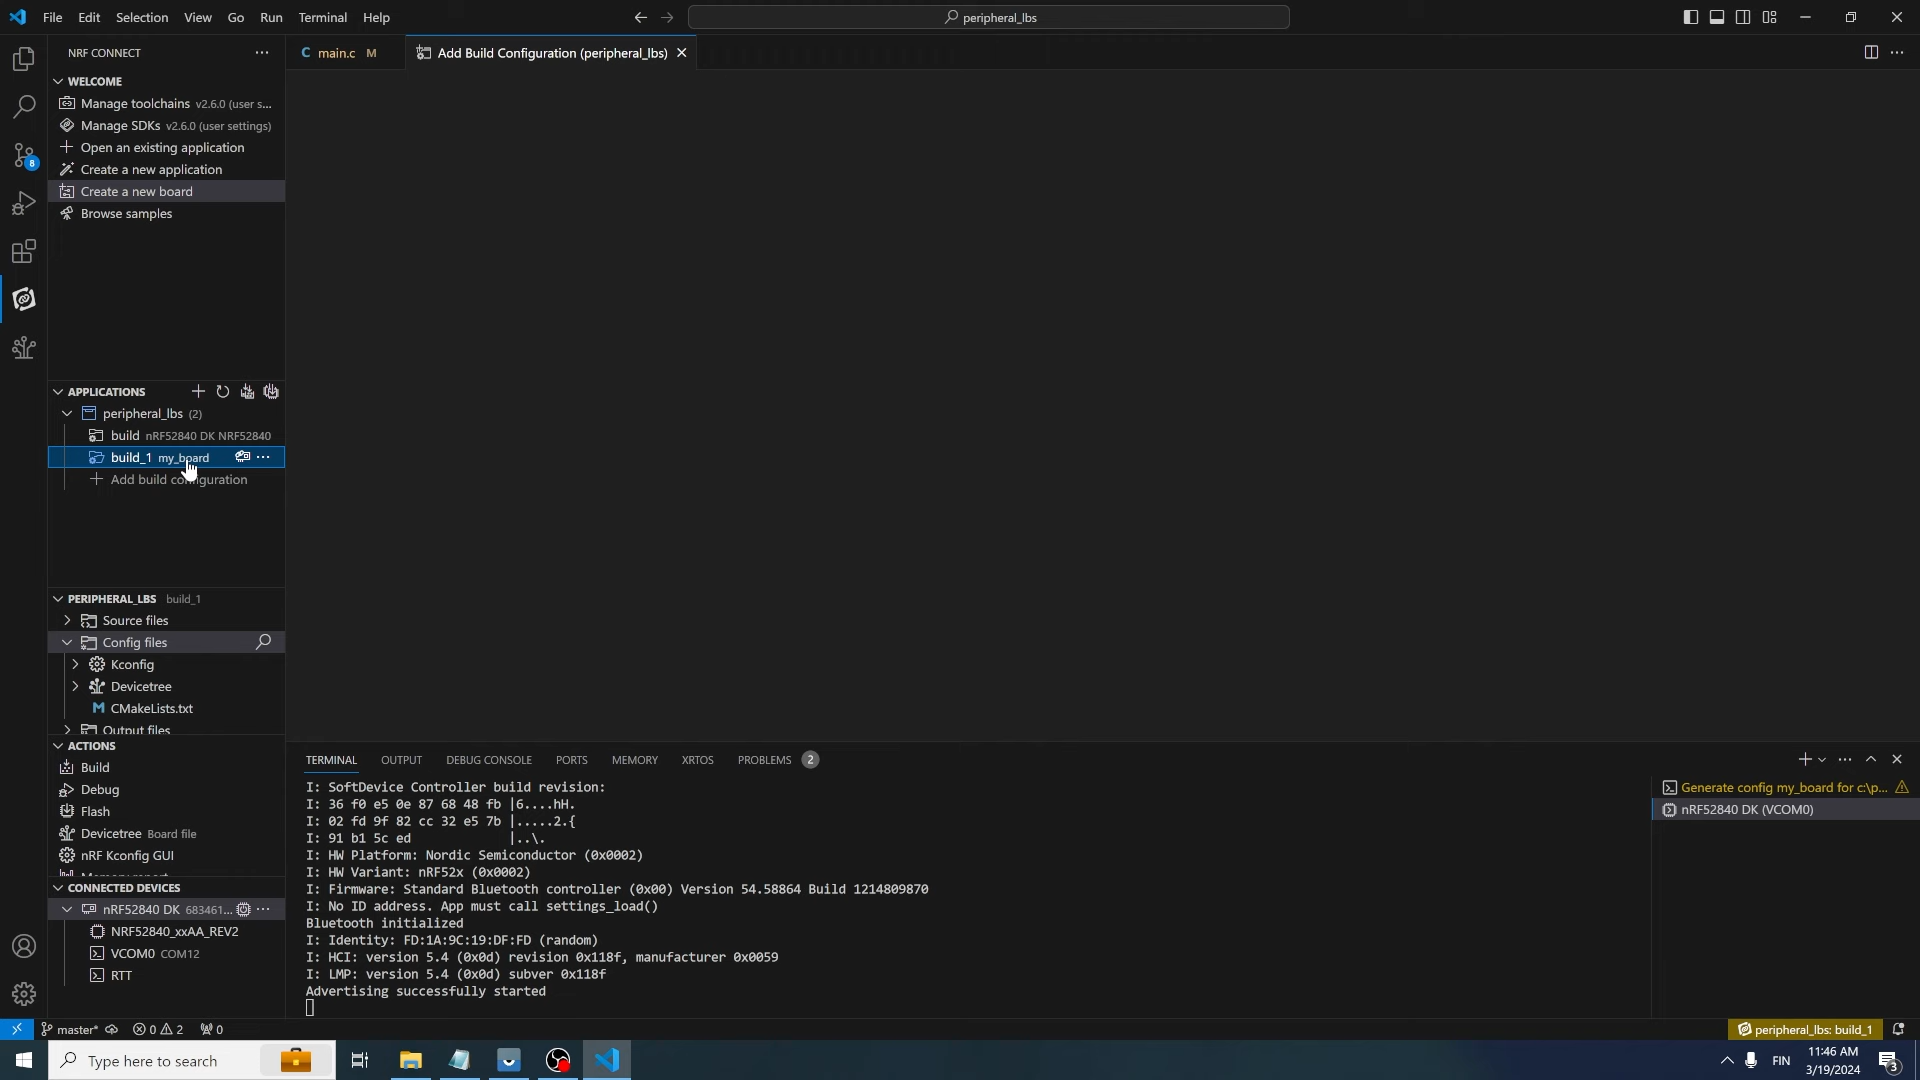 File Edit Selection View Go Run Terminal Help
peripheral_lbs
NRF CONNECT
main.c M
Add Build Configuration (peripheral_lbs)
WELCOME
Manage toolchains v2.6.0 (user s...
Manage SDKs v2.6.0 (user settings)
Open an existing application
Create a new application
Create a new board
Browse samples
8
APPLICATIONS
peripheral_lbs (2)
build nRF52840 DK NRF52840
build_1 my_board
Add build configuration
PERIPHERAL_LBS build_1
Source files
Config files
Kconfig
Devicetree
CMakeLists.txt
Output files
ACTIONS
Build
Debug
Flash
Devicetree Board file
nRF Kconfig GUI
Memory report
CONNECTED DEVICES
nRF52840 DK 683461...
NRF52840_xxAA_REV2
VCOM0 COM12
RTT
TERMINAL OUTPUT DEBUG CONSOLE PORTS MEMORY XRTOS PROBLEMS 2
I: SoftDevice Controller build revision:
I: 36 f0 e5 0e 87 68 48 fb |6....hH.
I: 02 fd 9f 82 cc 32 e5 7b |.....2.{
I: 91 b1 5c ed |..\.
I: HW Platform: Nordic Semiconductor (0x0002)
I: HW Variant: nRF52x (0x0002)
I: Firmware: Standard Bluetooth controller (0x00) Version 54.58864 Build 1214809870
I: No ID address. App must call settings_load()
Bluetooth initialized
I: Identity: FD:1A:9C:19:DF:FD (random)
I: HCI: version 5.4 (0x0d) revision 0x118f, manufacturer 0x0059
I: LMP: version 5.4 (0x0d) subver 0x118f
Advertising successfully started
Generate config my_board for c:\p...
nRF52840 DK (VCOM0)
master* 0 2 0
peripheral_lbs: build_1
Type here to search
FIN
11:46 AM
3/19/2024
3